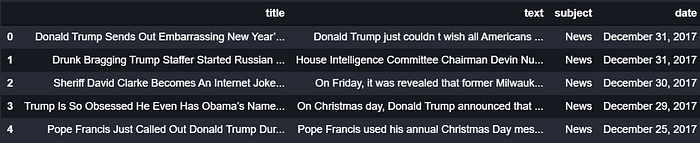 title text subject date
0 Donald Trump Sends Out Embarrassing New Year'... Donald Trump just couldn t wish all Americans ... News December 31, 2017
1 Drunk Bragging Trump Staffer Started Russian ... House Intelligence Committee Chairman Devin Nu... News December 31, 2017
2 Sheriff David Clarke Becomes An Internet Joke... On Friday, it was revealed that former Milwauk... News December 30, 2017
3 Trump Is So Obsessed He Even Has Obama's Name... On Christmas day, Donald Trump announced that ... News December 29, 2017
4 Pope Francis Just Called Out Donald Trump Dur... Pope Francis used his annual Christmas Day mes... News December 25, 2017